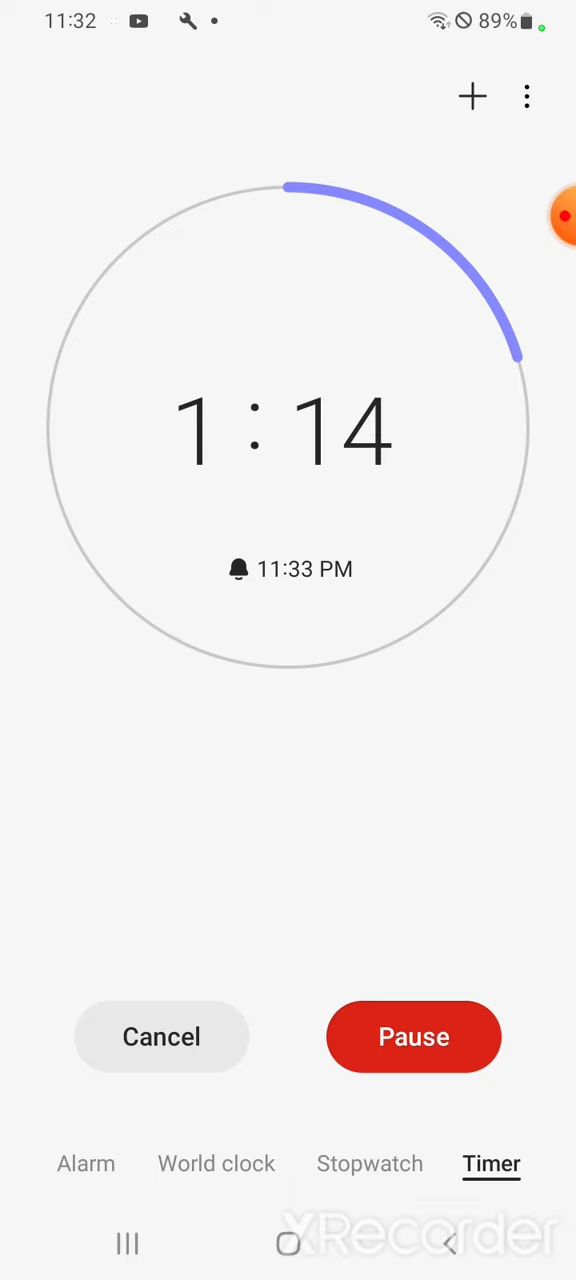 11:32 89%
1 : 14
11:33 PM
Cancel Pause
Alarm World clock Stopwatch Timer
XRecorder